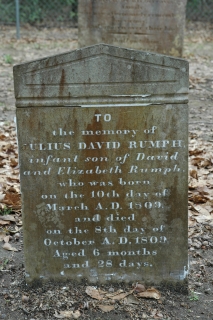 TO
the memory of
JULIUS DAVID RUMPH,
infant son of David
and Elizabeth Rumph.
who was born
on the 10th day of
March A.D. 1809.
and died
on the 8th day of
October A.D. 1809.
Aged 6 months
and 28 days.